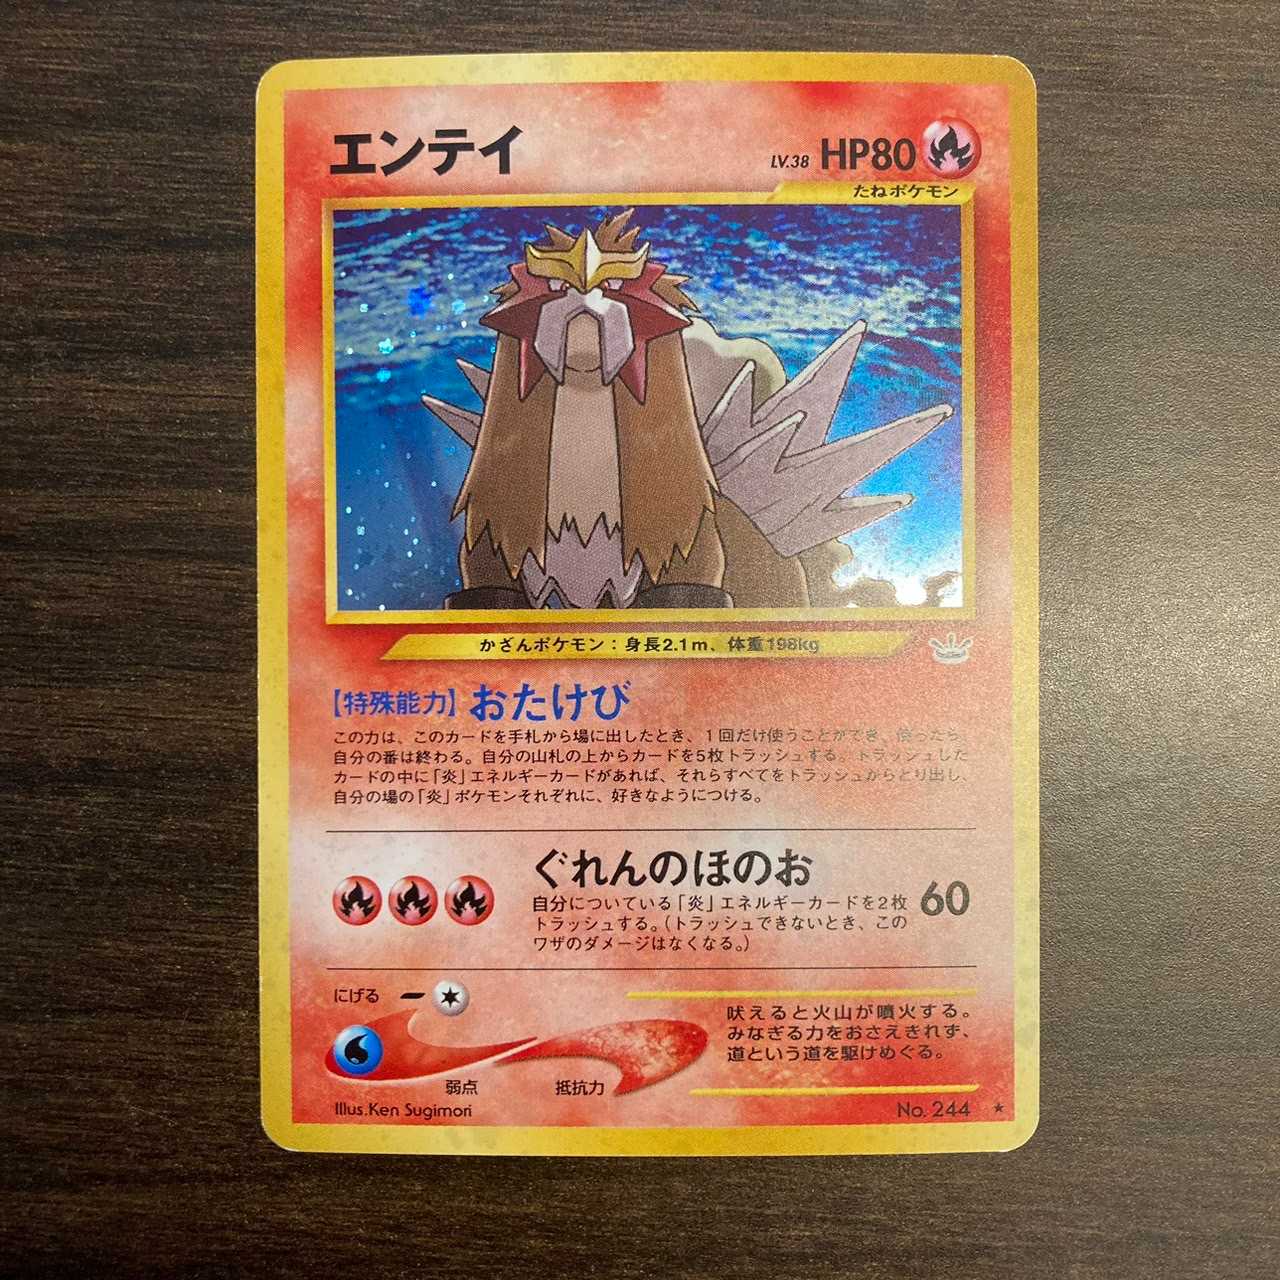 エンテイ
LV.38 HP80
たねポケモン
かざんポケモン：身長2.1m、体重198kg
【特殊能力】おたけび
この力は、このカードを手札から場に出したとき、1回だけ使うことができ、使ったら、
自分の番は終わる。自分の山札の上からカードを5枚トラッシュする。トラッシュした
カードの中に「炎」エネルギーカードがあれば、それらすべてをトラッシュからとり出し、
自分の場の「炎」ポケモンそれぞれに、好きなようにつける。
ぐれんのほのお
自分についている「炎」エネルギーカードを2枚
トラッシュする。（トラッシュできないとき、この
ワザのダメージはなくなる。）
60
にげる
弱点
抵抗力
吠えると火山が噴火する。
みなぎる力をおさえきれず、
道という道を駆けめぐる。
Illus.Ken Sugimori
No. 244 ★